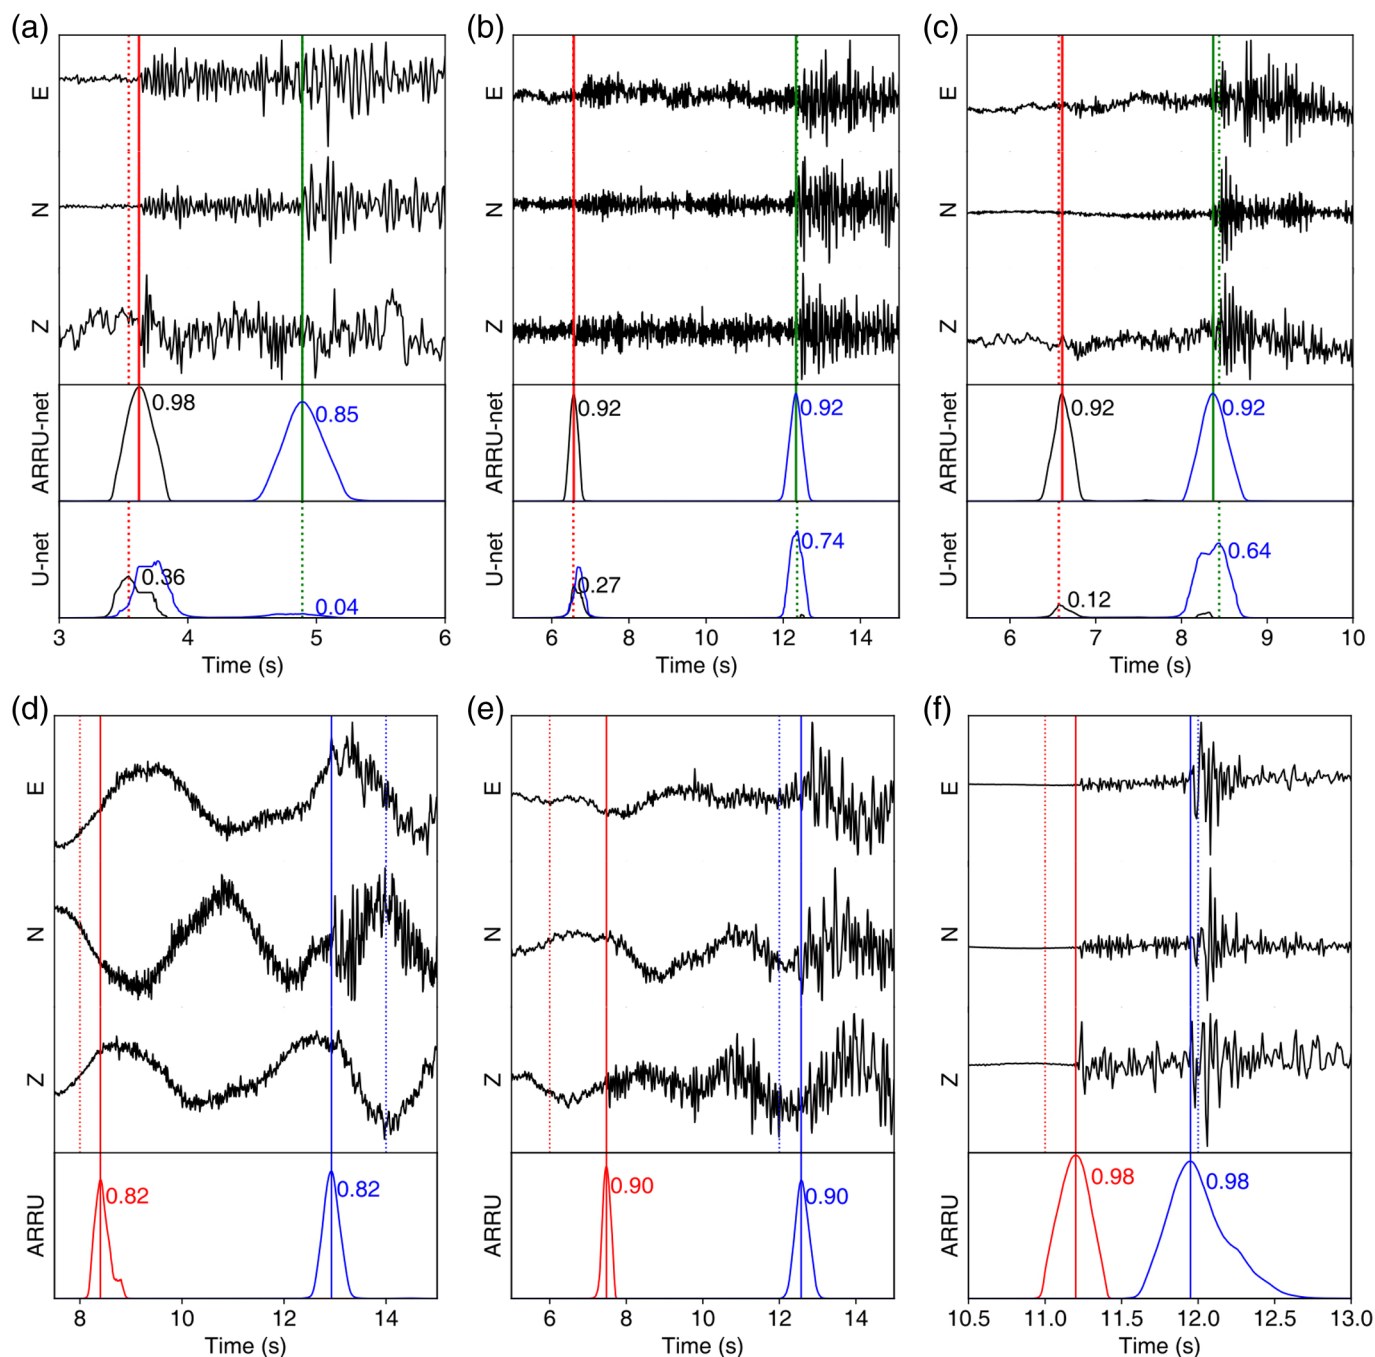 (a)
E
N
Z
ARRU-net
0.98
0.85
U-net
0.36
0.04
3 4 5 6
Time (s)
(b)
E
N
Z
ARRU-net
0.92
0.92
U-net
0.27
0.74
6 8 10 12 14
Time (s)
(c)
E
N
Z
ARRU-net
0.92
0.92
U-net
0.12
0.64
6 7 8 9 10
Time (s)
(d)
E
N
Z
ARRU
0.82
0.82
8 10 12 14
Time (s)
(e)
E
N
Z
ARRU
0.90
0.90
6 8 10 12 14
Time (s)
(f)
E
N
Z
ARRU
0.98
0.98
10.5 11.0 11.5 12.0 12.5 13.0
Time (s)